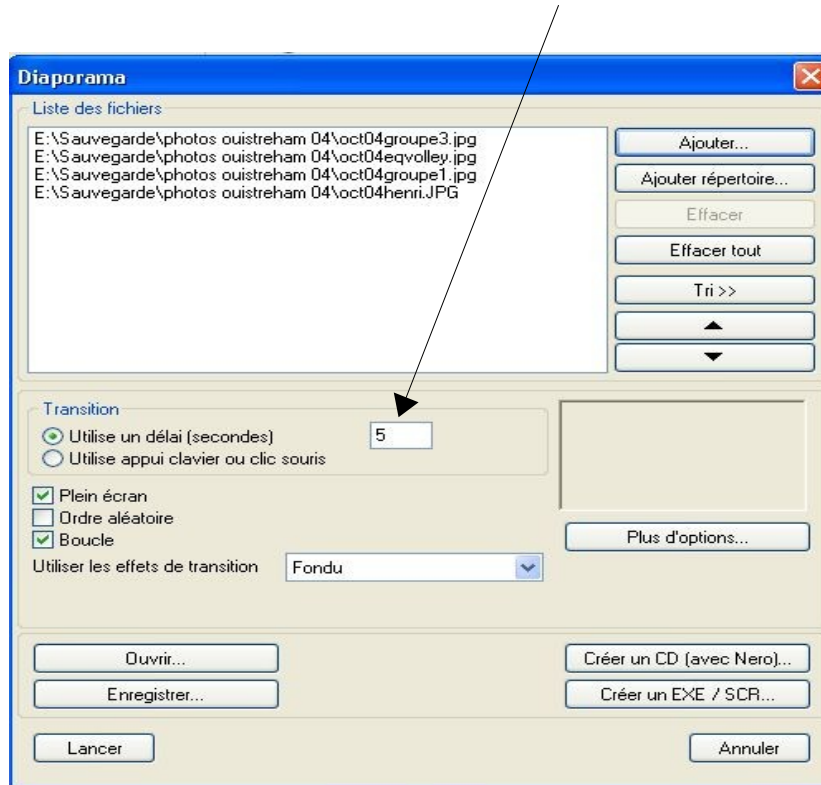 Diaporama
Liste des fichiers
E:\Sauvegarde\photos ouistreham 04\oct04groupe3.jpg
E:\Sauvegarde\photos ouistreham 04\oct04eqvolley.jpg
E:\Sauvegarde\photos ouistreham 04\oct04groupe1.jpg
E:\Sauvegarde\photos ouistreham 04\oct04henri.JPG
Ajouter...
Ajouter répertoire...
Effacer
Effacer tout
Tri >>
Transition
Utilise un délai (secondes) 5
Utilise appui clavier ou clic souris
Plein écran
Ordre aléatoire
Boucle
Utiliser les effets de transition Fondu
Plus d'options...
Ouvrir...
Créer un CD (avec Nero)...
Enregistrer...
Créer un EXE / SCR...
Lancer
Annuler